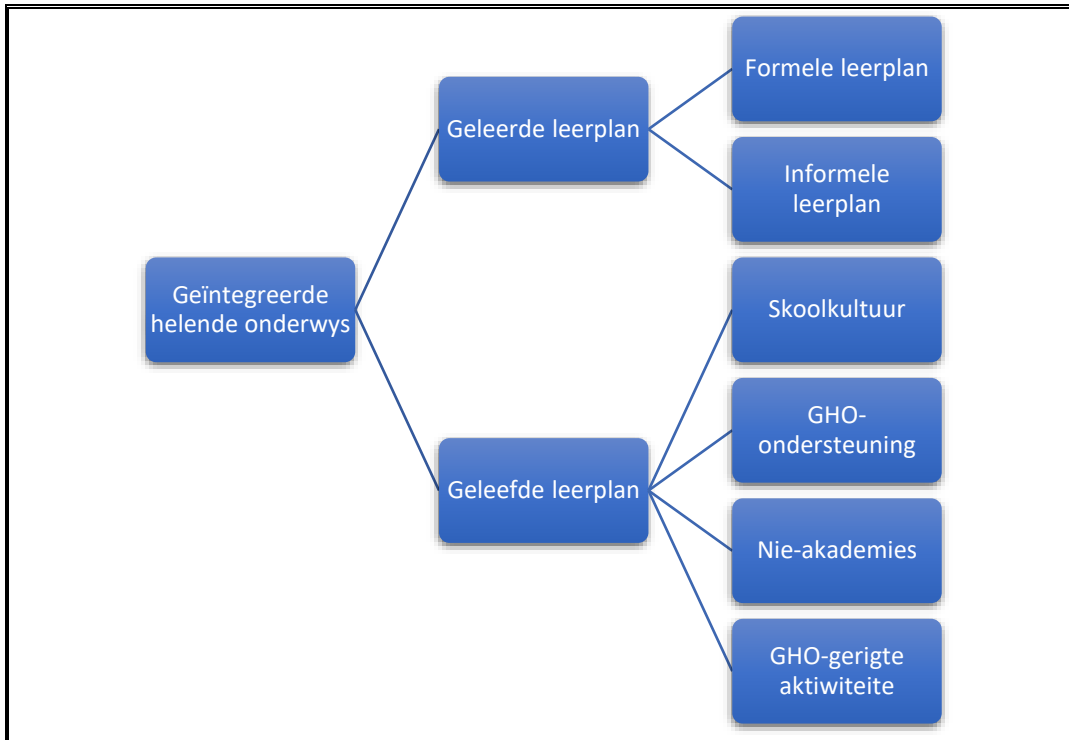 Geïntegreerde
helende onderwys
Geleerde leerplan
Formele leerplan
Informele
leerplan
Geleefde leerplan
Skoolkultuur
GHO-
ondersteuning
Nie-akademies
GHO-gerigte
aktiwiteite